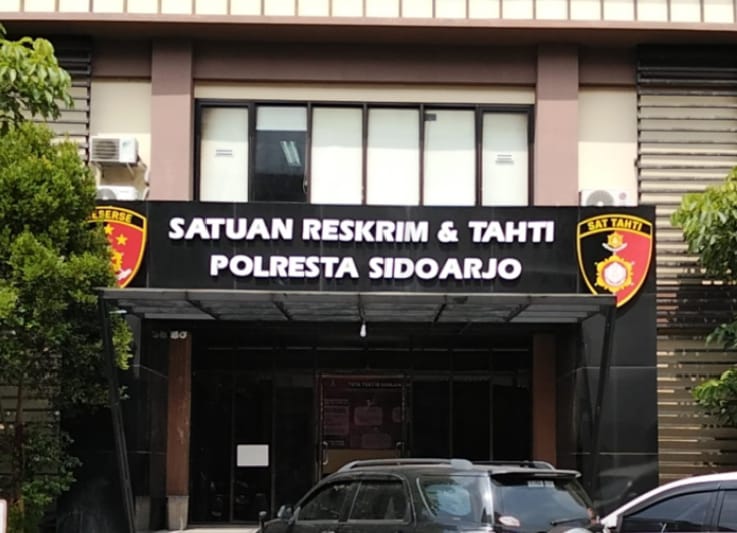 SATUAN RESKRIM & TAHTI
POLRESTA SIDOARJO
SAT TAHTI